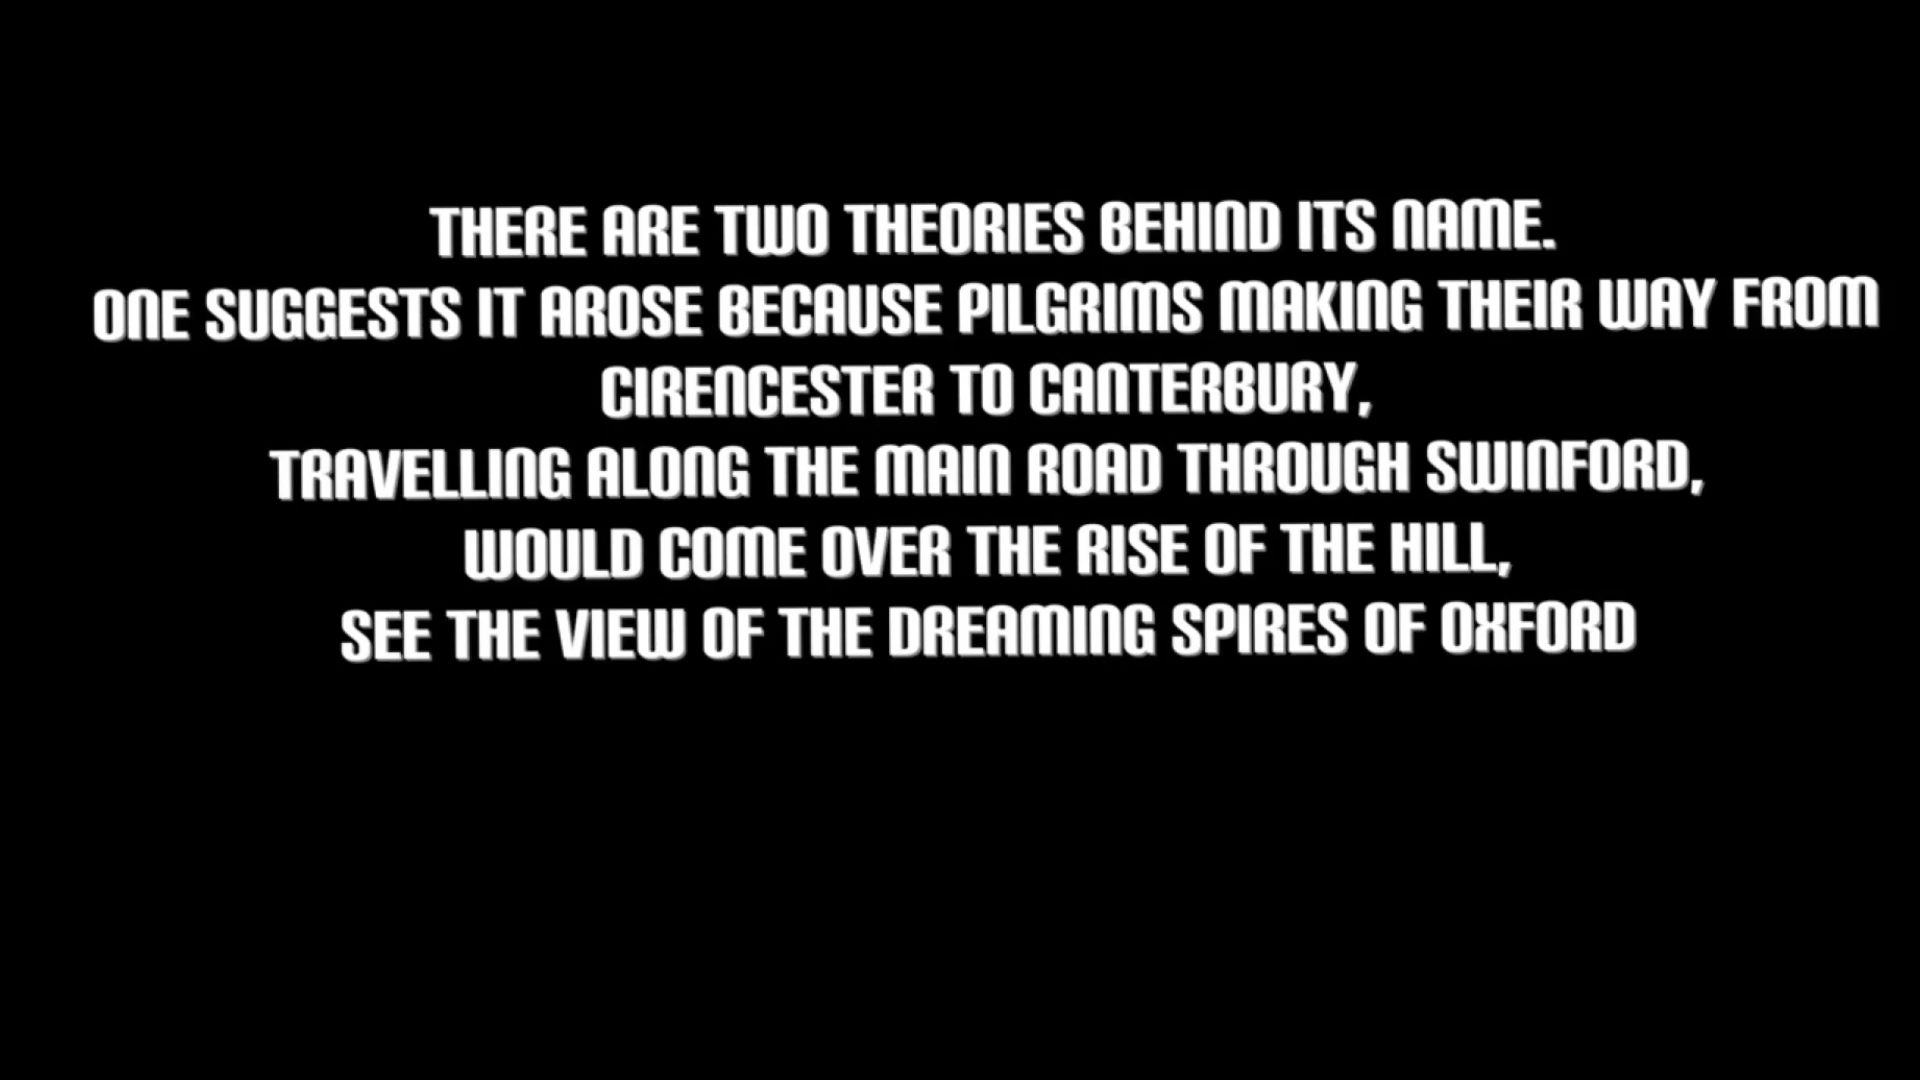 THERE ARE TWO THEORIES BEHIND ITS NAME.
ONE SUGGESTS IT AROSE BECAUSE PILGRIMS MAKING THEIR WAY FROM
CIRENCESTER TO CANTERBURY,
TRAVELLING ALONG THE MAIN ROAD THROUGH SWINFORD,
WOULD COME OVER THE RISE OF THE HILL,
SEE THE VIEW OF THE DREAMING SPIRES OF OXFORD